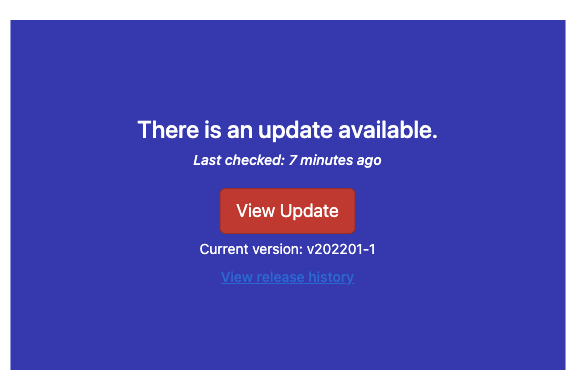 There is an update available.
Last checked: 7 minutes ago
View Update
Current version: v202201-1
View release history